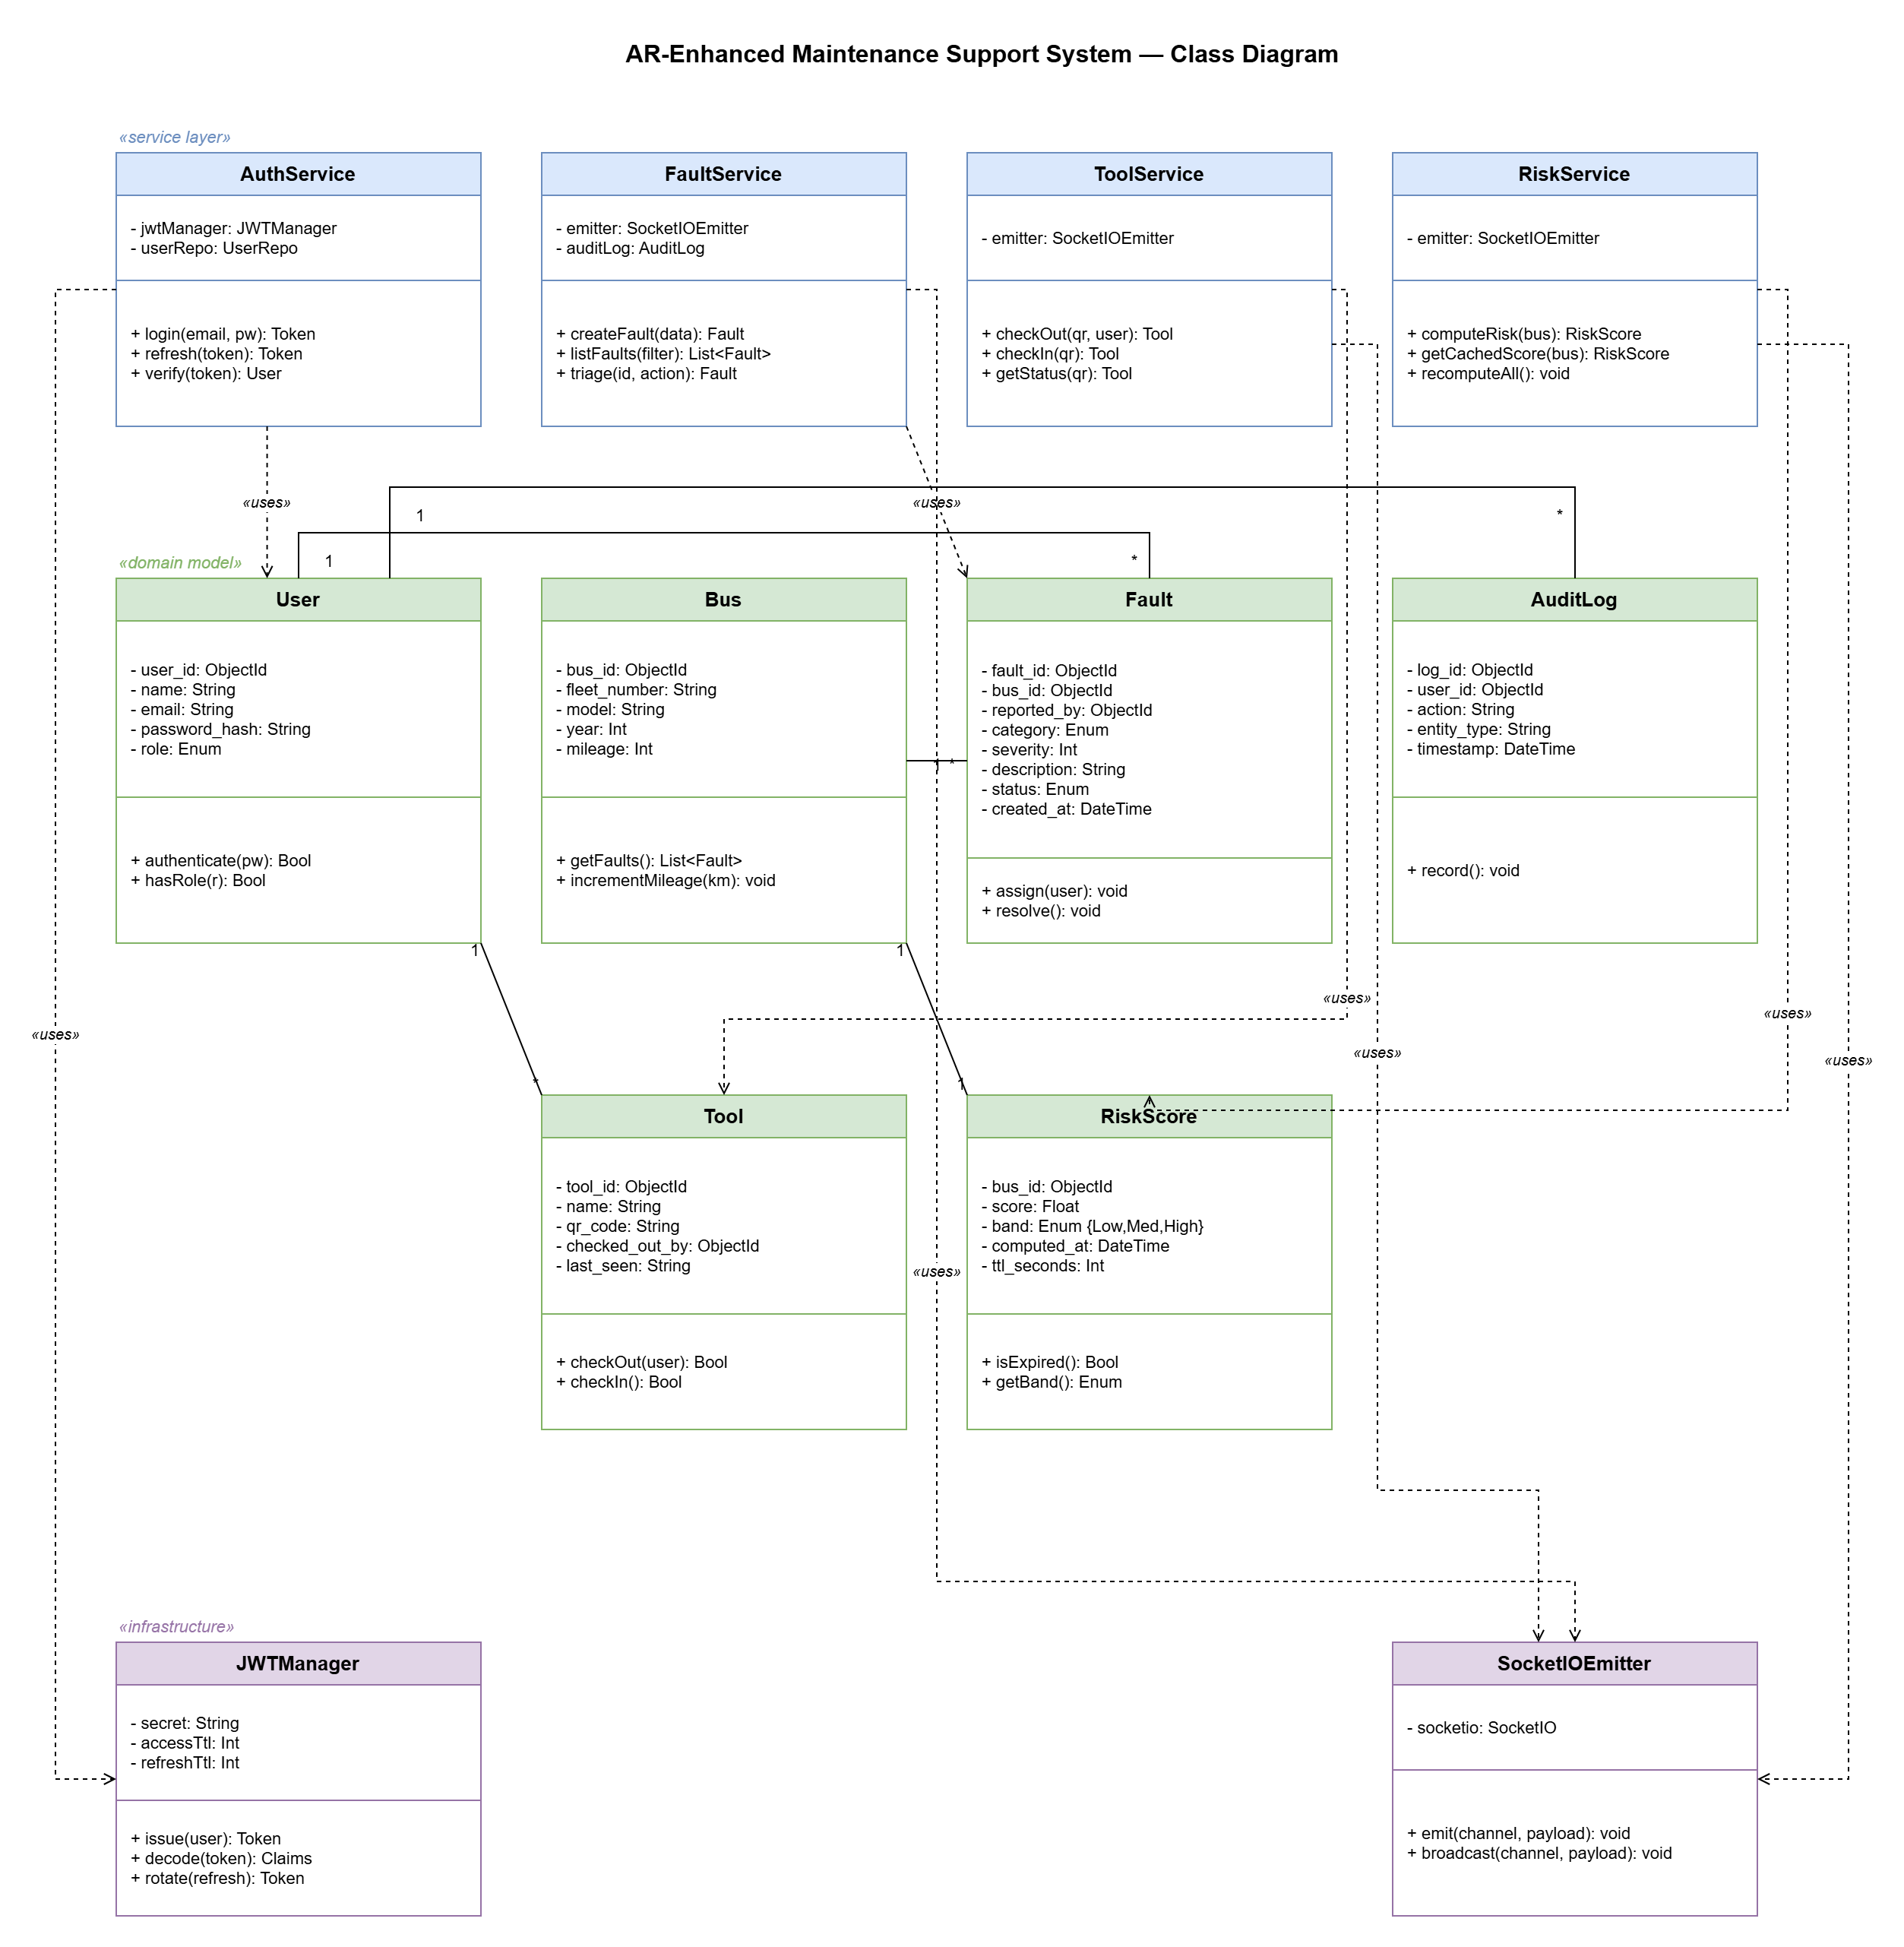 AR-Enhanced Maintenance Support System — Class Diagram
«service layer»
AuthService
- jwtManager: JWTManager
- userRepo: UserRepo
+ login(email, pw): Token
+ refresh(token): Token
+ verify(token): User
FaultService
- emitter: SocketIOEmitter
- auditLog: AuditLog
+ createFault(data): Fault
+ listFaults(filter): List<Fault>
+ triage(id, action): Fault
ToolService
- emitter: SocketIOEmitter
+ checkOut(qr, user): Tool
+ checkIn(qr): Tool
+ getStatus(qr): Tool
RiskService
- emitter: SocketIOEmitter
+ computeRisk(bus): RiskScore
+ getCachedScore(bus): RiskScore
+ recomputeAll(): void
«uses»
«uses»
1
*
1
*
«domain model»
User
- user_id: ObjectId
- name: String
- email: String
- password_hash: String
- role: Enum
+ authenticate(pw): Bool
+ hasRole(r): Bool
Bus
- bus_id: ObjectId
- fleet_number: String
- model: String
- year: Int
- mileage: Int
+ getFaults(): List<Fault>
+ incrementMileage(km): void
1
*
Fault
- fault_id: ObjectId
- bus_id: ObjectId
- reported_by: ObjectId
- category: Enum
- severity: Int
- description: String
- status: Enum
- created_at: DateTime
+ assign(user): void
+ resolve(): void
AuditLog
- log_id: ObjectId
- user_id: ObjectId
- action: String
- entity_type: String
- timestamp: DateTime
+ record(): void
1
1
«uses»
«uses»
«uses»
«uses»
«uses»
*
1
Tool
- tool_id: ObjectId
- name: String
- qr_code: String
- checked_out_by: ObjectId
- last_seen: String
+ checkOut(user): Bool
+ checkIn(): Bool
«uses»
RiskScore
- bus_id: ObjectId
- score: Float
- band: Enum {Low,Med,High}
- computed_at: DateTime
- ttl_seconds: Int
+ isExpired(): Bool
+ getBand(): Enum
«infrastructure»
JWTManager
- secret: String
- accessTtl: Int
- refreshTtl: Int
+ issue(user): Token
+ decode(token): Claims
+ rotate(refresh): Token
SocketIOEmitter
- socketio: SocketIO
+ emit(channel, payload): void
+ broadcast(channel, payload): void